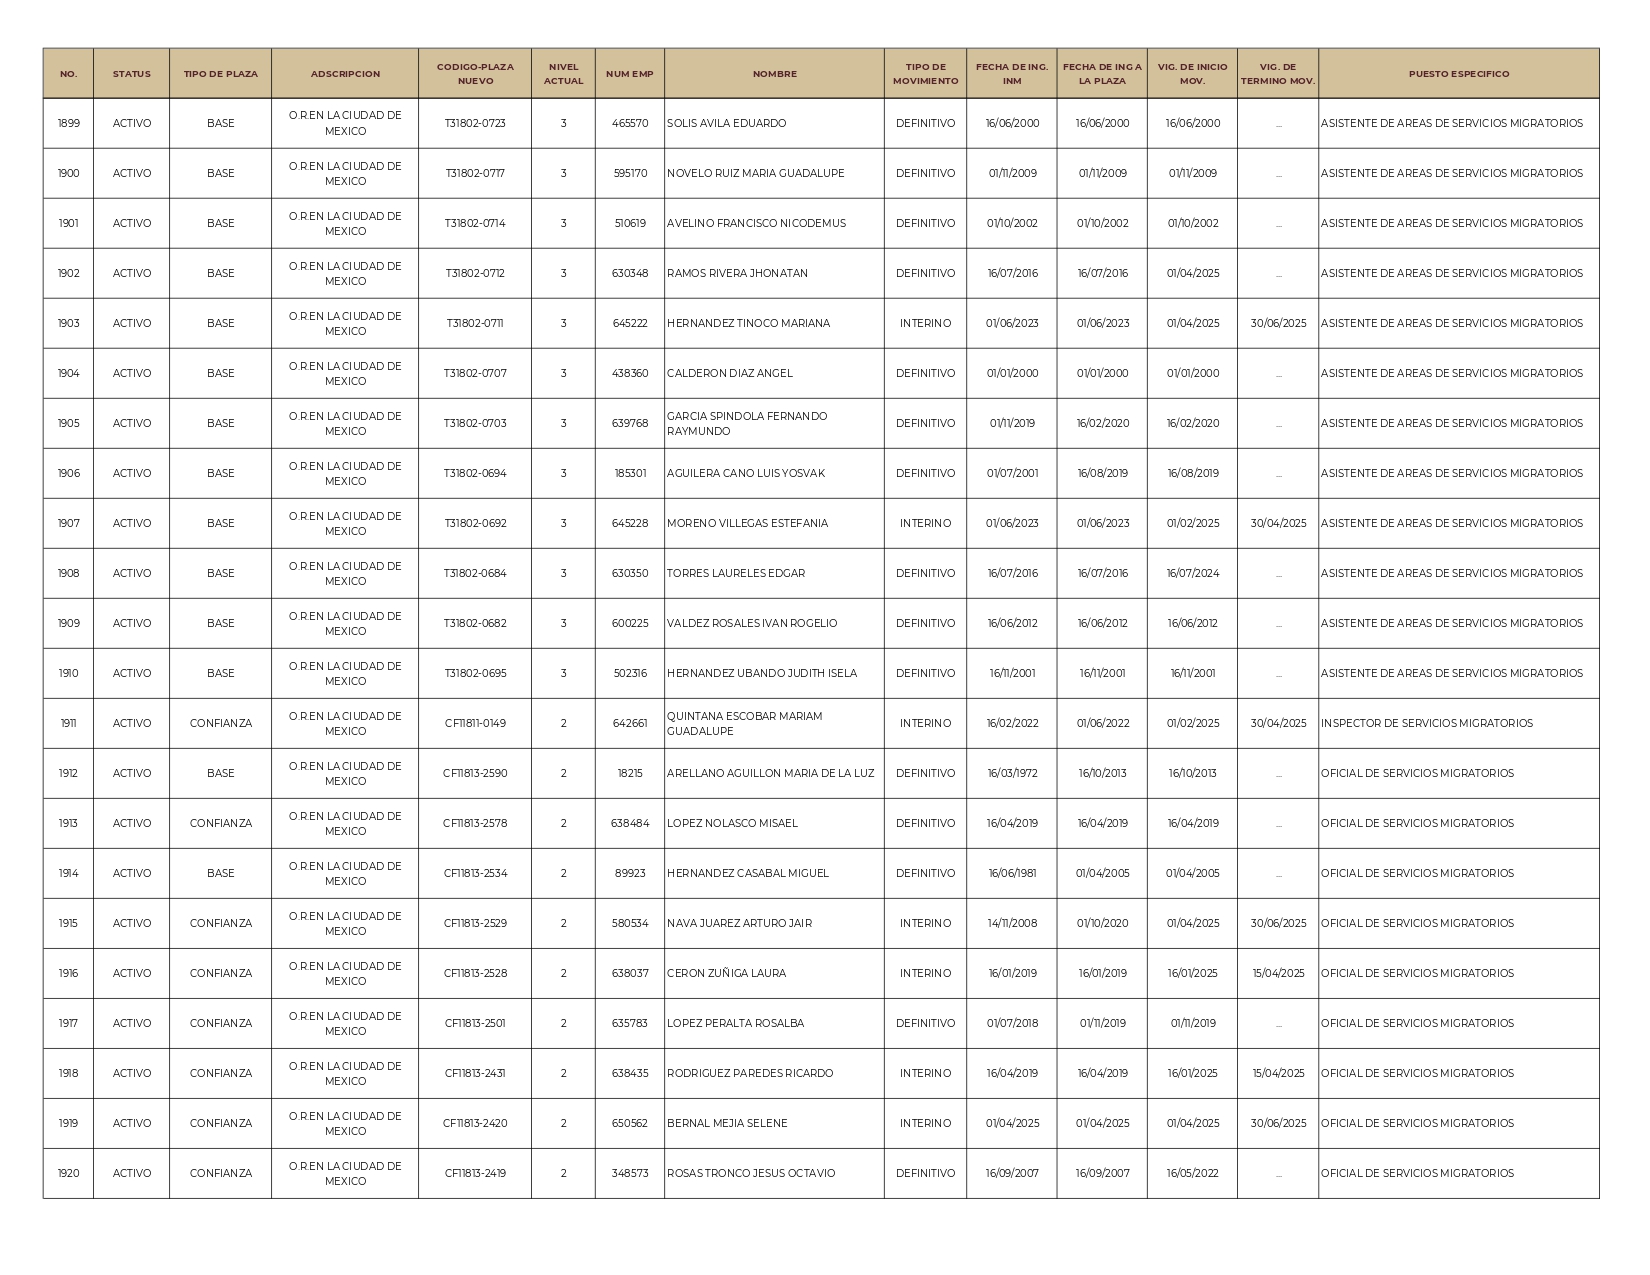 NO. STATUS TIPO DE PLAZA ADSCRIPCION CODIGO-PLAZA NUEVO NIVEL ACTUAL NUM EMP NOMBRE TIPO DE MOVIMIENTO FECHA DE ING. INM FECHA DE ING A LA PLAZA VIG. DE INICIO MOV. VIG. DE TERMINO MOV. PUESTO ESPECIFICO
1899 ACTIVO BASE O.R.EN LA CIUDAD DE MEXICO T31802-0723 3 465570 SOLIS AVILA EDUARDO DEFINITIVO 16/06/2000 16/06/2000 16/06/2000 ... ASISTENTE DE AREAS DE SERVICIOS MIGRATORIOS
1900 ACTIVO BASE O.R.EN LA CIUDAD DE MEXICO T31802-0717 3 595170 NOVELO RUIZ MARIA GUADALUPE DEFINITIVO 01/11/2009 01/11/2009 01/11/2009 ... ASISTENTE DE AREAS DE SERVICIOS MIGRATORIOS
1901 ACTIVO BASE O.R.EN LA CIUDAD DE MEXICO T31802-0714 3 510619 AVELINO FRANCISCO NICODEMUS DEFINITIVO 01/10/2002 01/10/2002 01/10/2002 ... ASISTENTE DE AREAS DE SERVICIOS MIGRATORIOS
1902 ACTIVO BASE O.R.EN LA CIUDAD DE MEXICO T31802-0712 3 630348 RAMOS RIVERA JHONATAN DEFINITIVO 16/07/2016 16/07/2016 01/04/2025 ... ASISTENTE DE AREAS DE SERVICIOS MIGRATORIOS
1903 ACTIVO BASE O.R.EN LA CIUDAD DE MEXICO T31802-0711 3 645222 HERNANDEZ TINOCO MARIANA INTERINO 01/06/2023 01/06/2023 01/04/2025 30/06/2025 ASISTENTE DE AREAS DE SERVICIOS MIGRATORIOS
1904 ACTIVO BASE O.R.EN LA CIUDAD DE MEXICO T31802-0707 3 438360 CALDERON DIAZ ANGEL DEFINITIVO 01/01/2000 01/01/2000 01/01/2000 ... ASISTENTE DE AREAS DE SERVICIOS MIGRATORIOS
1905 ACTIVO BASE O.R.EN LA CIUDAD DE MEXICO T31802-0703 3 639768 GARCIA SPINDOLA FERNANDO RAYMUNDO DEFINITIVO 01/11/2019 16/02/2020 16/02/2020 ... ASISTENTE DE AREAS DE SERVICIOS MIGRATORIOS
1906 ACTIVO BASE O.R.EN LA CIUDAD DE MEXICO T31802-0694 3 185301 AGUILERA CANO LUIS YOSVAK DEFINITIVO 01/07/2001 16/08/2019 16/08/2019 ... ASISTENTE DE AREAS DE SERVICIOS MIGRATORIOS
1907 ACTIVO BASE O.R.EN LA CIUDAD DE MEXICO T31802-0692 3 645228 MORENO VILLEGAS ESTEFANIA INTERINO 01/06/2023 01/06/2023 01/02/2025 30/04/2025 ASISTENTE DE AREAS DE SERVICIOS MIGRATORIOS
1908 ACTIVO BASE O.R.EN LA CIUDAD DE MEXICO T31802-0684 3 630350 TORRES LAURELES EDGAR DEFINITIVO 16/07/2016 16/07/2016 16/07/2024 ... ASISTENTE DE AREAS DE SERVICIOS MIGRATORIOS
1909 ACTIVO BASE O.R.EN LA CIUDAD DE MEXICO T31802-0682 3 600225 VALDEZ ROSALES IVAN ROGELIO DEFINITIVO 16/06/2012 16/06/2012 16/06/2012 ... ASISTENTE DE AREAS DE SERVICIOS MIGRATORIOS
1910 ACTIVO BASE O.R.EN LA CIUDAD DE MEXICO T31802-0695 3 502316 HERNANDEZ UBANDO JUDITH ISELA DEFINITIVO 16/11/2001 16/11/2001 16/11/2001 ... ASISTENTE DE AREAS DE SERVICIOS MIGRATORIOS
1911 ACTIVO CONFIANZA O.R.EN LA CIUDAD DE MEXICO CF11811-0149 2 642661 QUINTANA ESCOBAR MARIAM GUADALUPE INTERINO 16/02/2022 01/06/2022 01/02/2025 30/04/2025 INSPECTOR DE SERVICIOS MIGRATORIOS
1912 ACTIVO BASE O.R.EN LA CIUDAD DE MEXICO CF11813-2590 2 18215 ARELLANO AGUILLON MARIA DE LA LUZ DEFINITIVO 16/03/1972 16/10/2013 16/10/2013 ... OFICIAL DE SERVICIOS MIGRATORIOS
1913 ACTIVO CONFIANZA O.R.EN LA CIUDAD DE MEXICO CF11813-2578 2 638484 LOPEZ NOLASCO MISAEL DEFINITIVO 16/04/2019 16/04/2019 16/04/2019 ... OFICIAL DE SERVICIOS MIGRATORIOS
1914 ACTIVO BASE O.R.EN LA CIUDAD DE MEXICO CF11813-2534 2 89923 HERNANDEZ CASABAL MIGUEL DEFINITIVO 16/06/1981 01/04/2005 01/04/2005 ... OFICIAL DE SERVICIOS MIGRATORIOS
1915 ACTIVO CONFIANZA O.R.EN LA CIUDAD DE MEXICO CF11813-2529 2 580534 NAVA JUAREZ ARTURO JAIR INTERINO 14/11/2008 01/10/2020 01/04/2025 30/06/2025 OFICIAL DE SERVICIOS MIGRATORIOS
1916 ACTIVO CONFIANZA O.R.EN LA CIUDAD DE MEXICO CF11813-2528 2 638037 CERON ZUÑIGA LAURA INTERINO 16/01/2019 16/01/2019 16/01/2025 15/04/2025 OFICIAL DE SERVICIOS MIGRATORIOS
1917 ACTIVO CONFIANZA O.R.EN LA CIUDAD DE MEXICO CF11813-2501 2 635783 LOPEZ PERALTA ROSALBA DEFINITIVO 01/07/2018 01/11/2019 01/11/2019 ... OFICIAL DE SERVICIOS MIGRATORIOS
1918 ACTIVO CONFIANZA O.R.EN LA CIUDAD DE MEXICO CF11813-2431 2 638435 RODRIGUEZ PAREDES RICARDO INTERINO 16/04/2019 16/04/2019 16/01/2025 15/04/2025 OFICIAL DE SERVICIOS MIGRATORIOS
1919 ACTIVO CONFIANZA O.R.EN LA CIUDAD DE MEXICO CF11813-2420 2 650562 BERNAL MEJIA SELENE INTERINO 01/04/2025 01/04/2025 01/04/2025 30/06/2025 OFICIAL DE SERVICIOS MIGRATORIOS
1920 ACTIVO CONFIANZA O.R.EN LA CIUDAD DE MEXICO CF11813-2419 2 348573 ROSAS TRONCO JESUS OCTAVIO DEFINITIVO 16/09/2007 16/09/2007 16/05/2022 ... OFICIAL DE SERVICIOS MIGRATORIOS